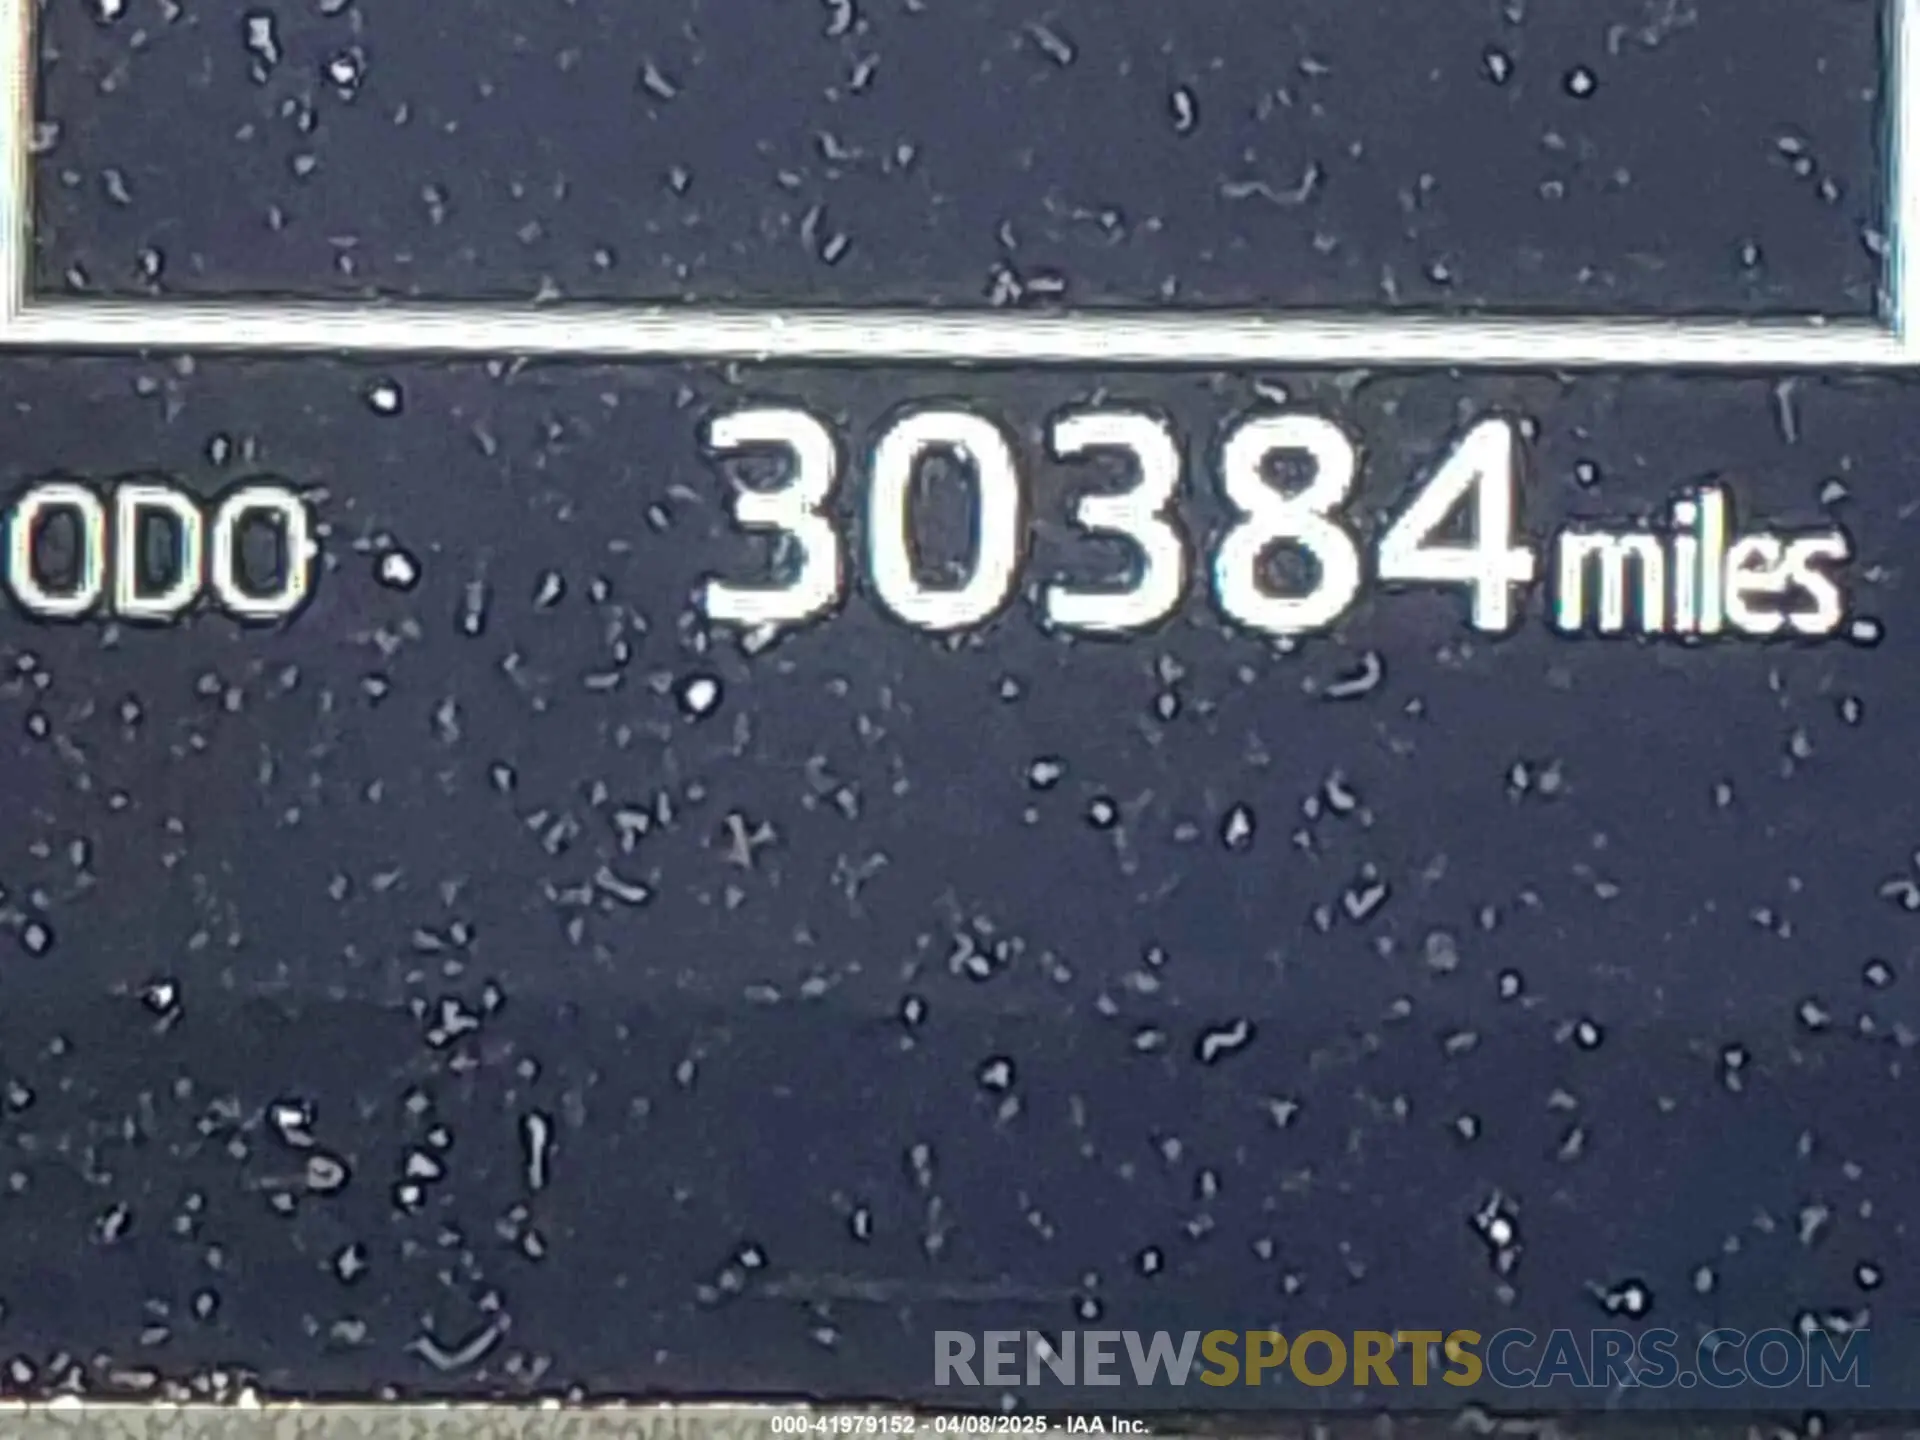 ODO 30384 miles
RENEWSPORTSCARS.COM
000-41979152 - 04/08/2025 - IAA Inc.